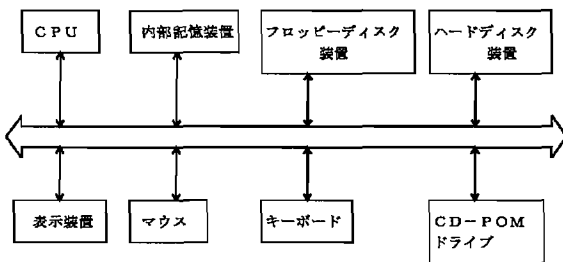 CPU
内部記憶装置
フロッピーディスク
装置
ハードディスク
装置
表示装置
マウス
キーボード
CD-POM
ドライブ